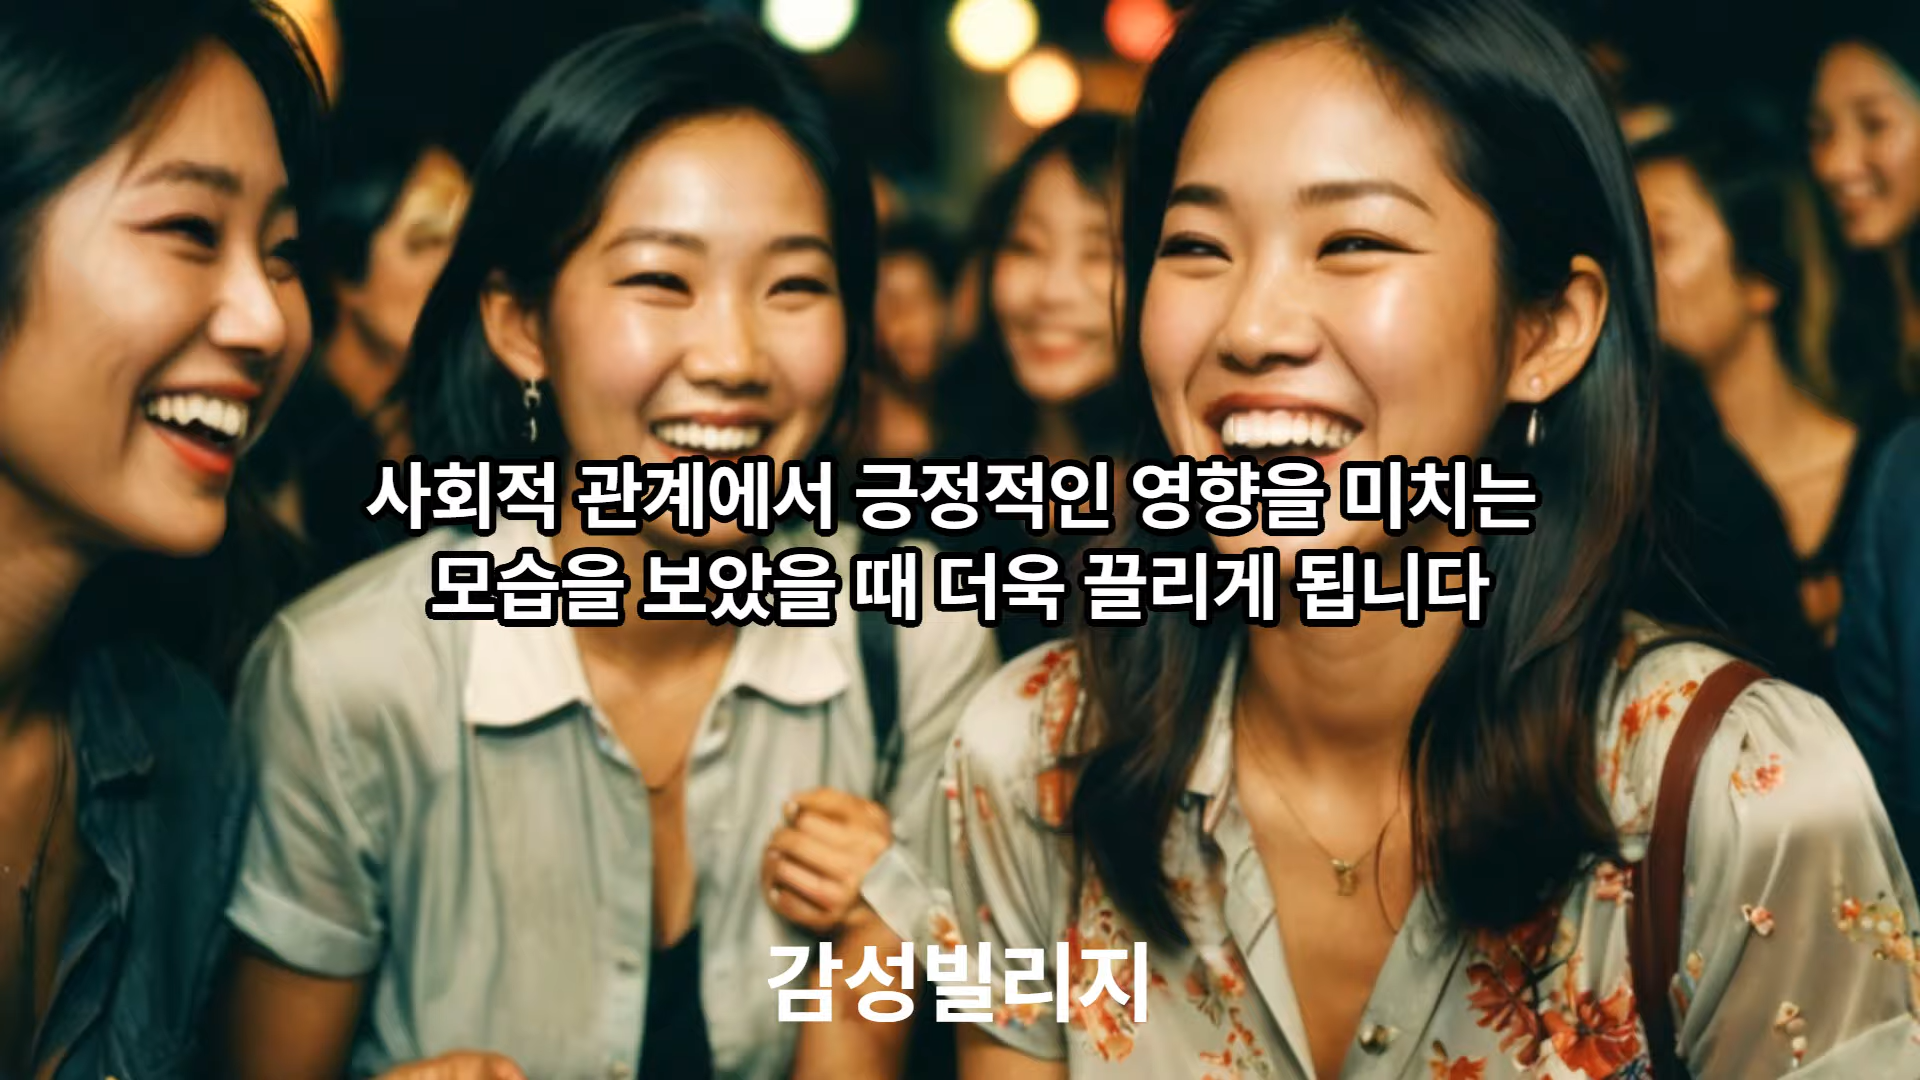 사회적 관계에서 긍정적인 영향을 미치는
모습을 보았을 때 더욱 끌리게 됩니다
감성빌리지